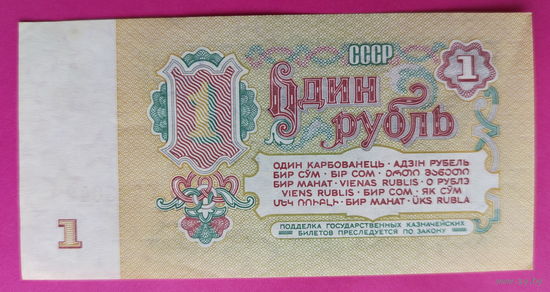 СССР
1
1
Один
рубль
ОДИН КАРБОВАНЕЦЬ · АДЗІН РУБЕЛЬ
БИР СЎМ · БІР СОМ · ᲔᲠᲗᲘ ᲛᲐᲜᲔᲗᲘ
БИР МАНАТ · VIENAS RUBLIS · О РУБЛЭ
VIENS RUBLIS · БИР СОМ · ЯК СЎМ
ՄԵԿ ՌՈՒԲԼԻ · БИР МАНАТ · ÜKS RUBLA
1
ПОДДЕЛКА ГОСУДАРСТВЕННЫХ КАЗНАЧЕЙСКИХ
БИЛЕТОВ ПРЕСЛЕДУЕТСЯ ПО ЗАКОНУ